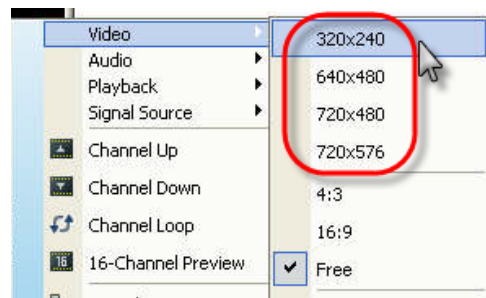 Video
Audio
Playback
Signal Source
Channel Up
Channel Down
Channel Loop
16
16-Channel Preview
320x240
640x480
720x480
720x576
4:3
16:9
Free